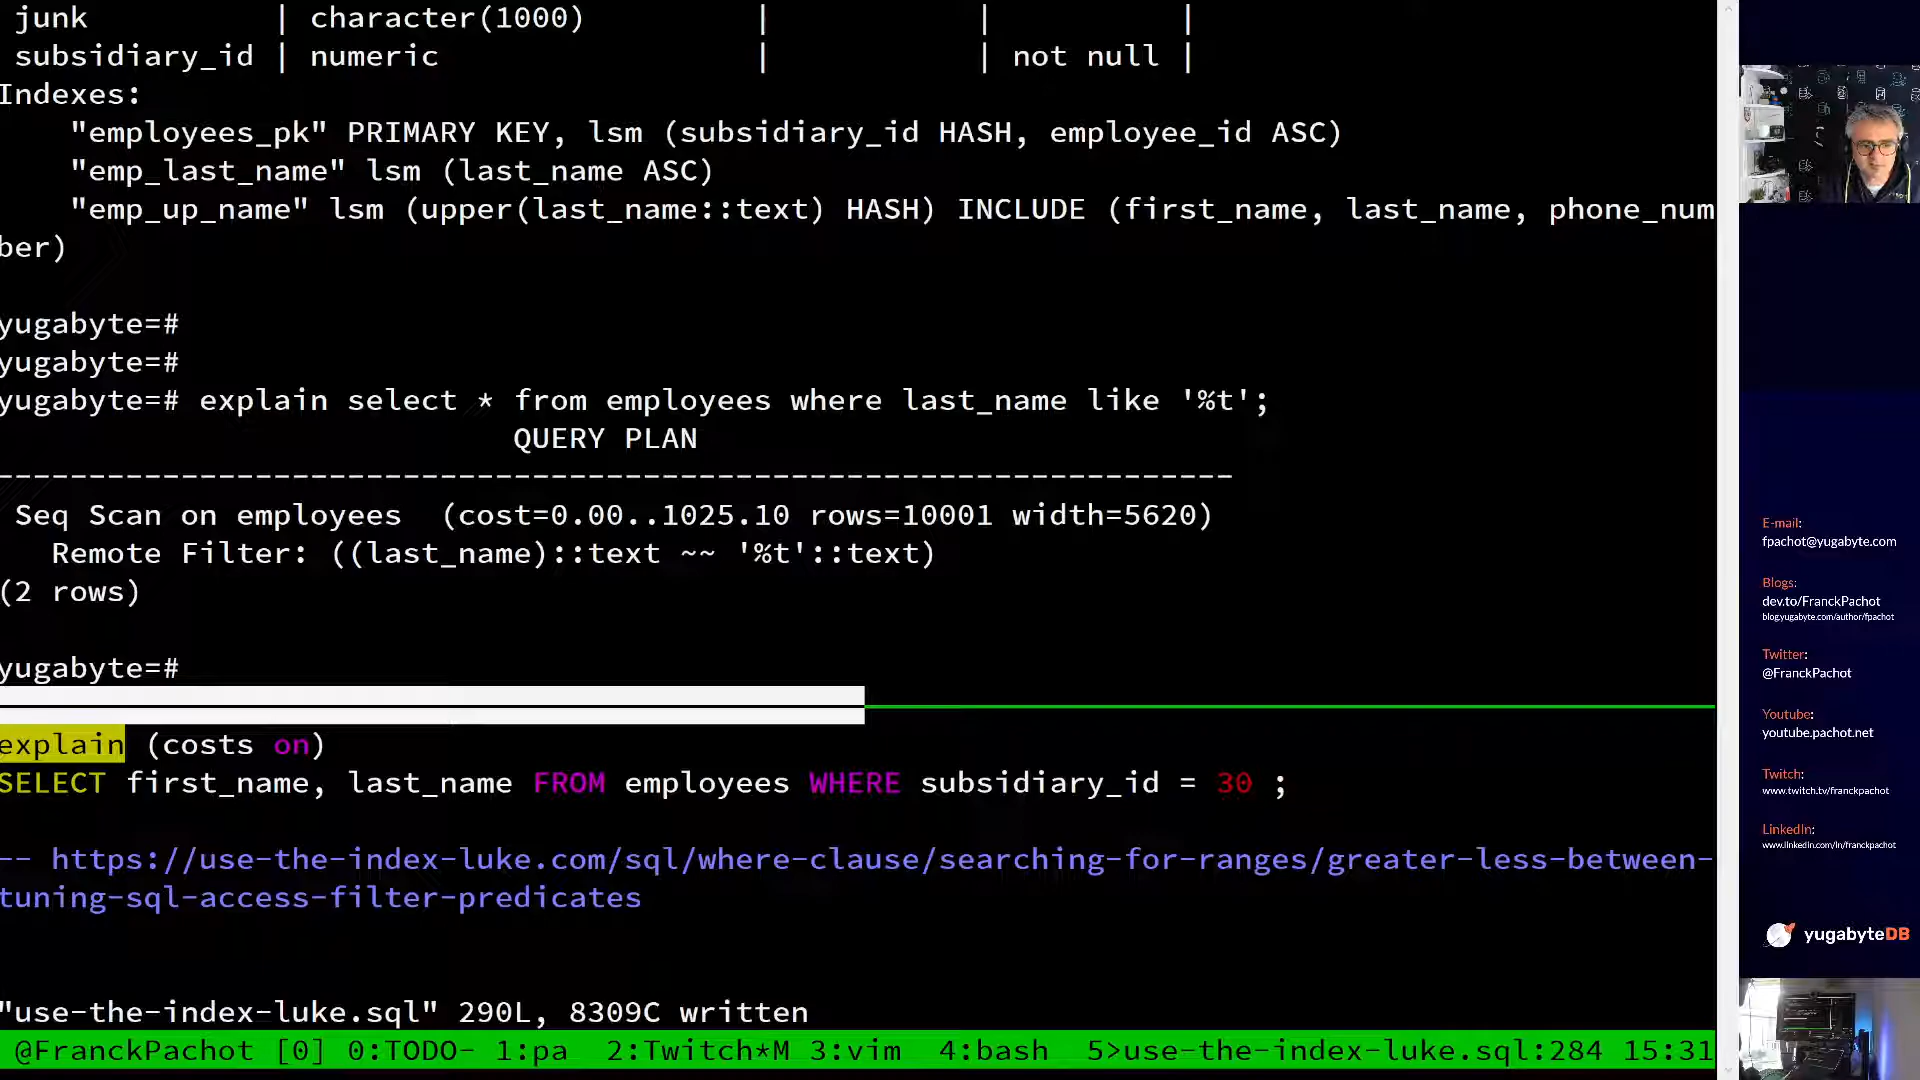 junk          | character(1000)          |           |          |
subsidiary_id | numeric                  |           | not null |
Indexes:
    "employees_pk" PRIMARY KEY, lsm (subsidiary_id HASH, employee_id ASC)
    "emp_last_name" lsm (last_name ASC)
    "emp_up_name" lsm (upper(last_name::text) HASH) INCLUDE (first_name, last_name, phone_num
ber)
yugabyte=#
yugabyte=#
yugabyte=# explain select * from employees where last_name like '%t';
QUERY PLAN
-------------------------------------------------------------------
Seq Scan on employees  (cost=0.00..1025.10 rows=10001 width=5620)
  Remote Filter: ((last_name)::text ~~ '%t'::text)
(2 rows)
yugabyte=#
explain (costs on)
SELECT first_name, last_name FROM employees WHERE subsidiary_id = 30 ;
-- https://use-the-index-luke.com/sql/where-clause/searching-for-ranges/greater-less-between-
tuning-sql-access-filter-predicates
"use-the-index-luke.sql" 290L, 8309C written
@FranckPachot [0] 0:TODO- 1:pa  2:Twitch*M 3:vim  4:bash  5>use-the-index-luke.sql:284 15:31
E-mail:
fpachot@yugabyte.com
Blogs:
dev.to/FranckPachot
blog.yugabyte.com/author/fpachot
Twitter:
@FranckPachot
Youtube:
youtube.pachot.net
Twitch:
www.twitch.tv/franckpachot
LinkedIn:
www.linkedin.com/in/franckpachot
yugabyteDB